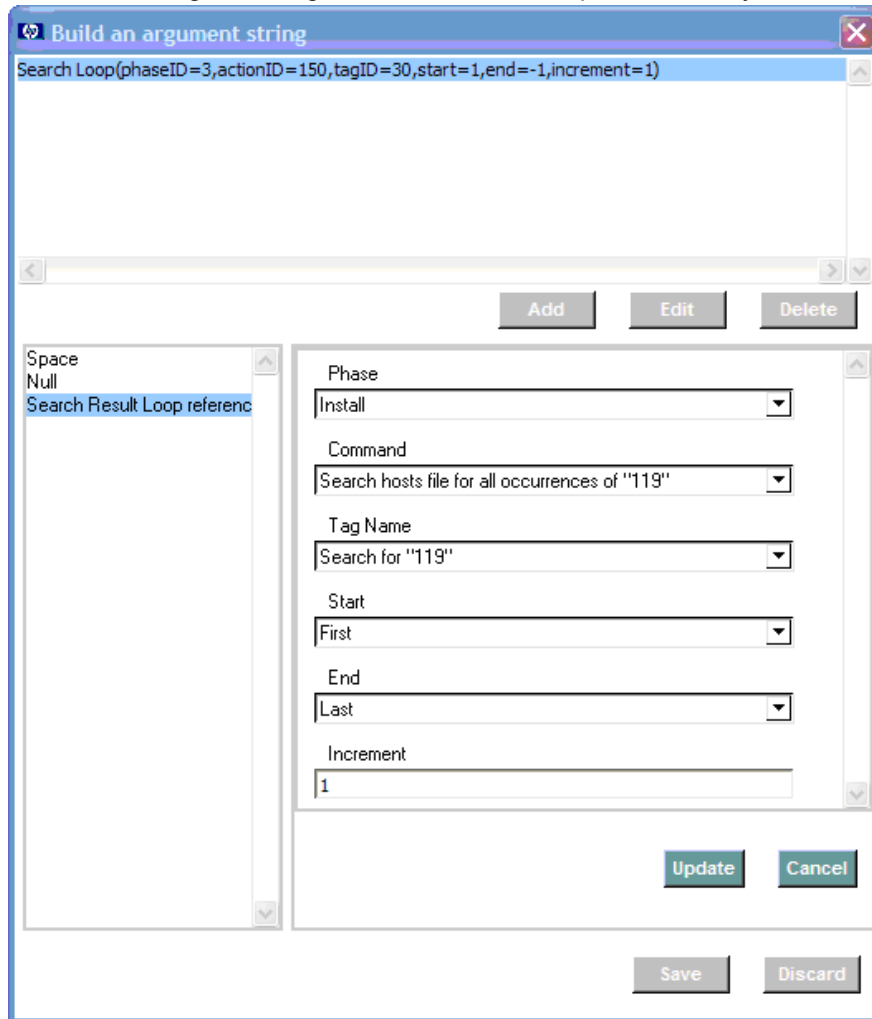 Build an argument string
Search Loop(phaseID=3,actionID=150,tagID=30,start=1,end=-1,increment=1)
Add Edit Delete
Space
Null
Search Result Loop referenc
Phase
Install
Command
Search hosts file for all occurrences of "119"
Tag Name
Search for "119"
Start
First
End
Last
Increment
1
Update Cancel
Save Discard